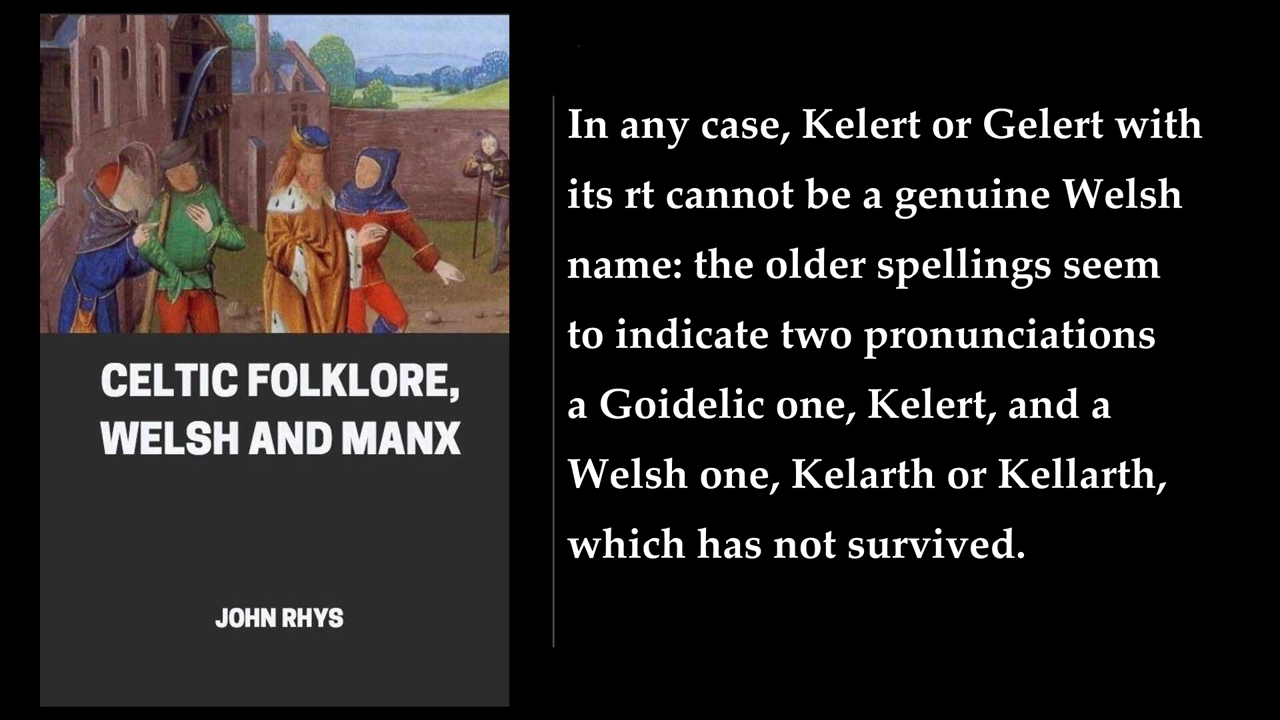 CELTIC FOLKLORE,
WELSH AND MANX
JOHN RHYS
In any case, Kelert or Gelert with
its rt cannot be a genuine Welsh
name: the older spellings seem
to indicate two pronunciations
a Goidelic one, Kelert, and a
Welsh one, Kelarth or Kellarth,
which has not survived.